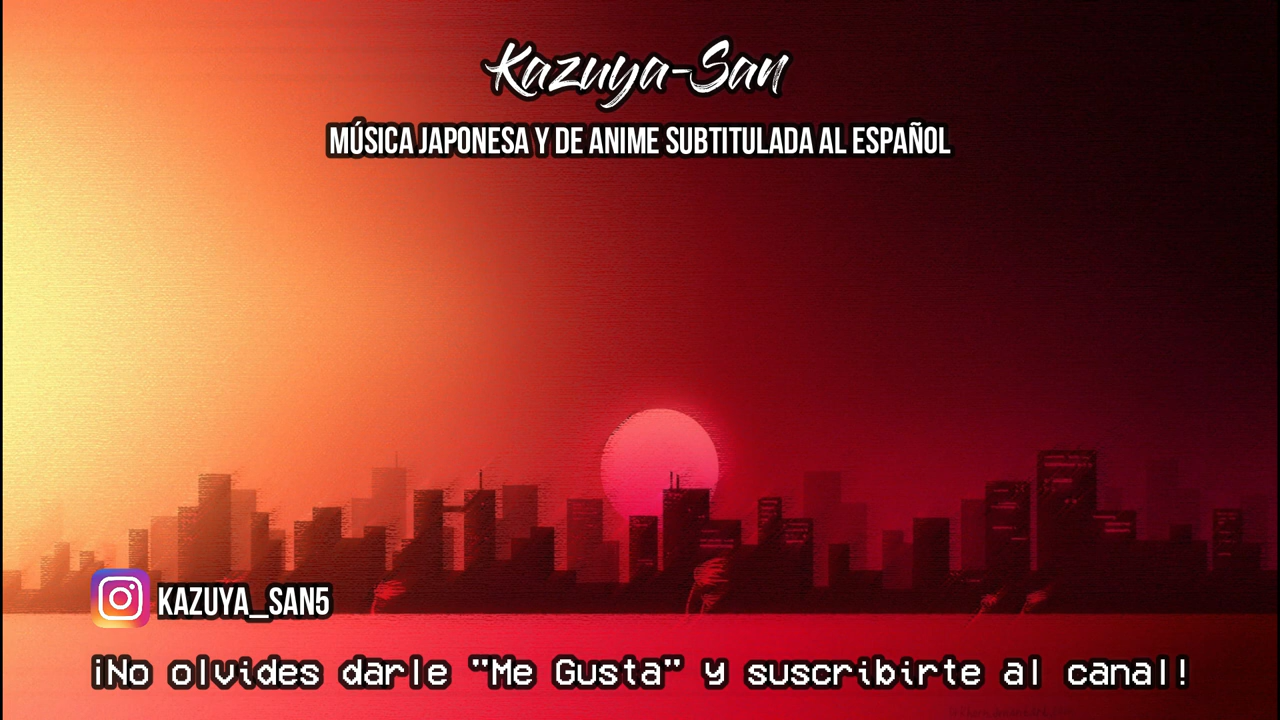 Kazuya-San
MÚSICA JAPONESA Y DE ANIME SUBTITULADA AL ESPAÑOL
KAZUYA_SAN5
¡No olvides darle "Me Gusta" y suscribirte al canal!